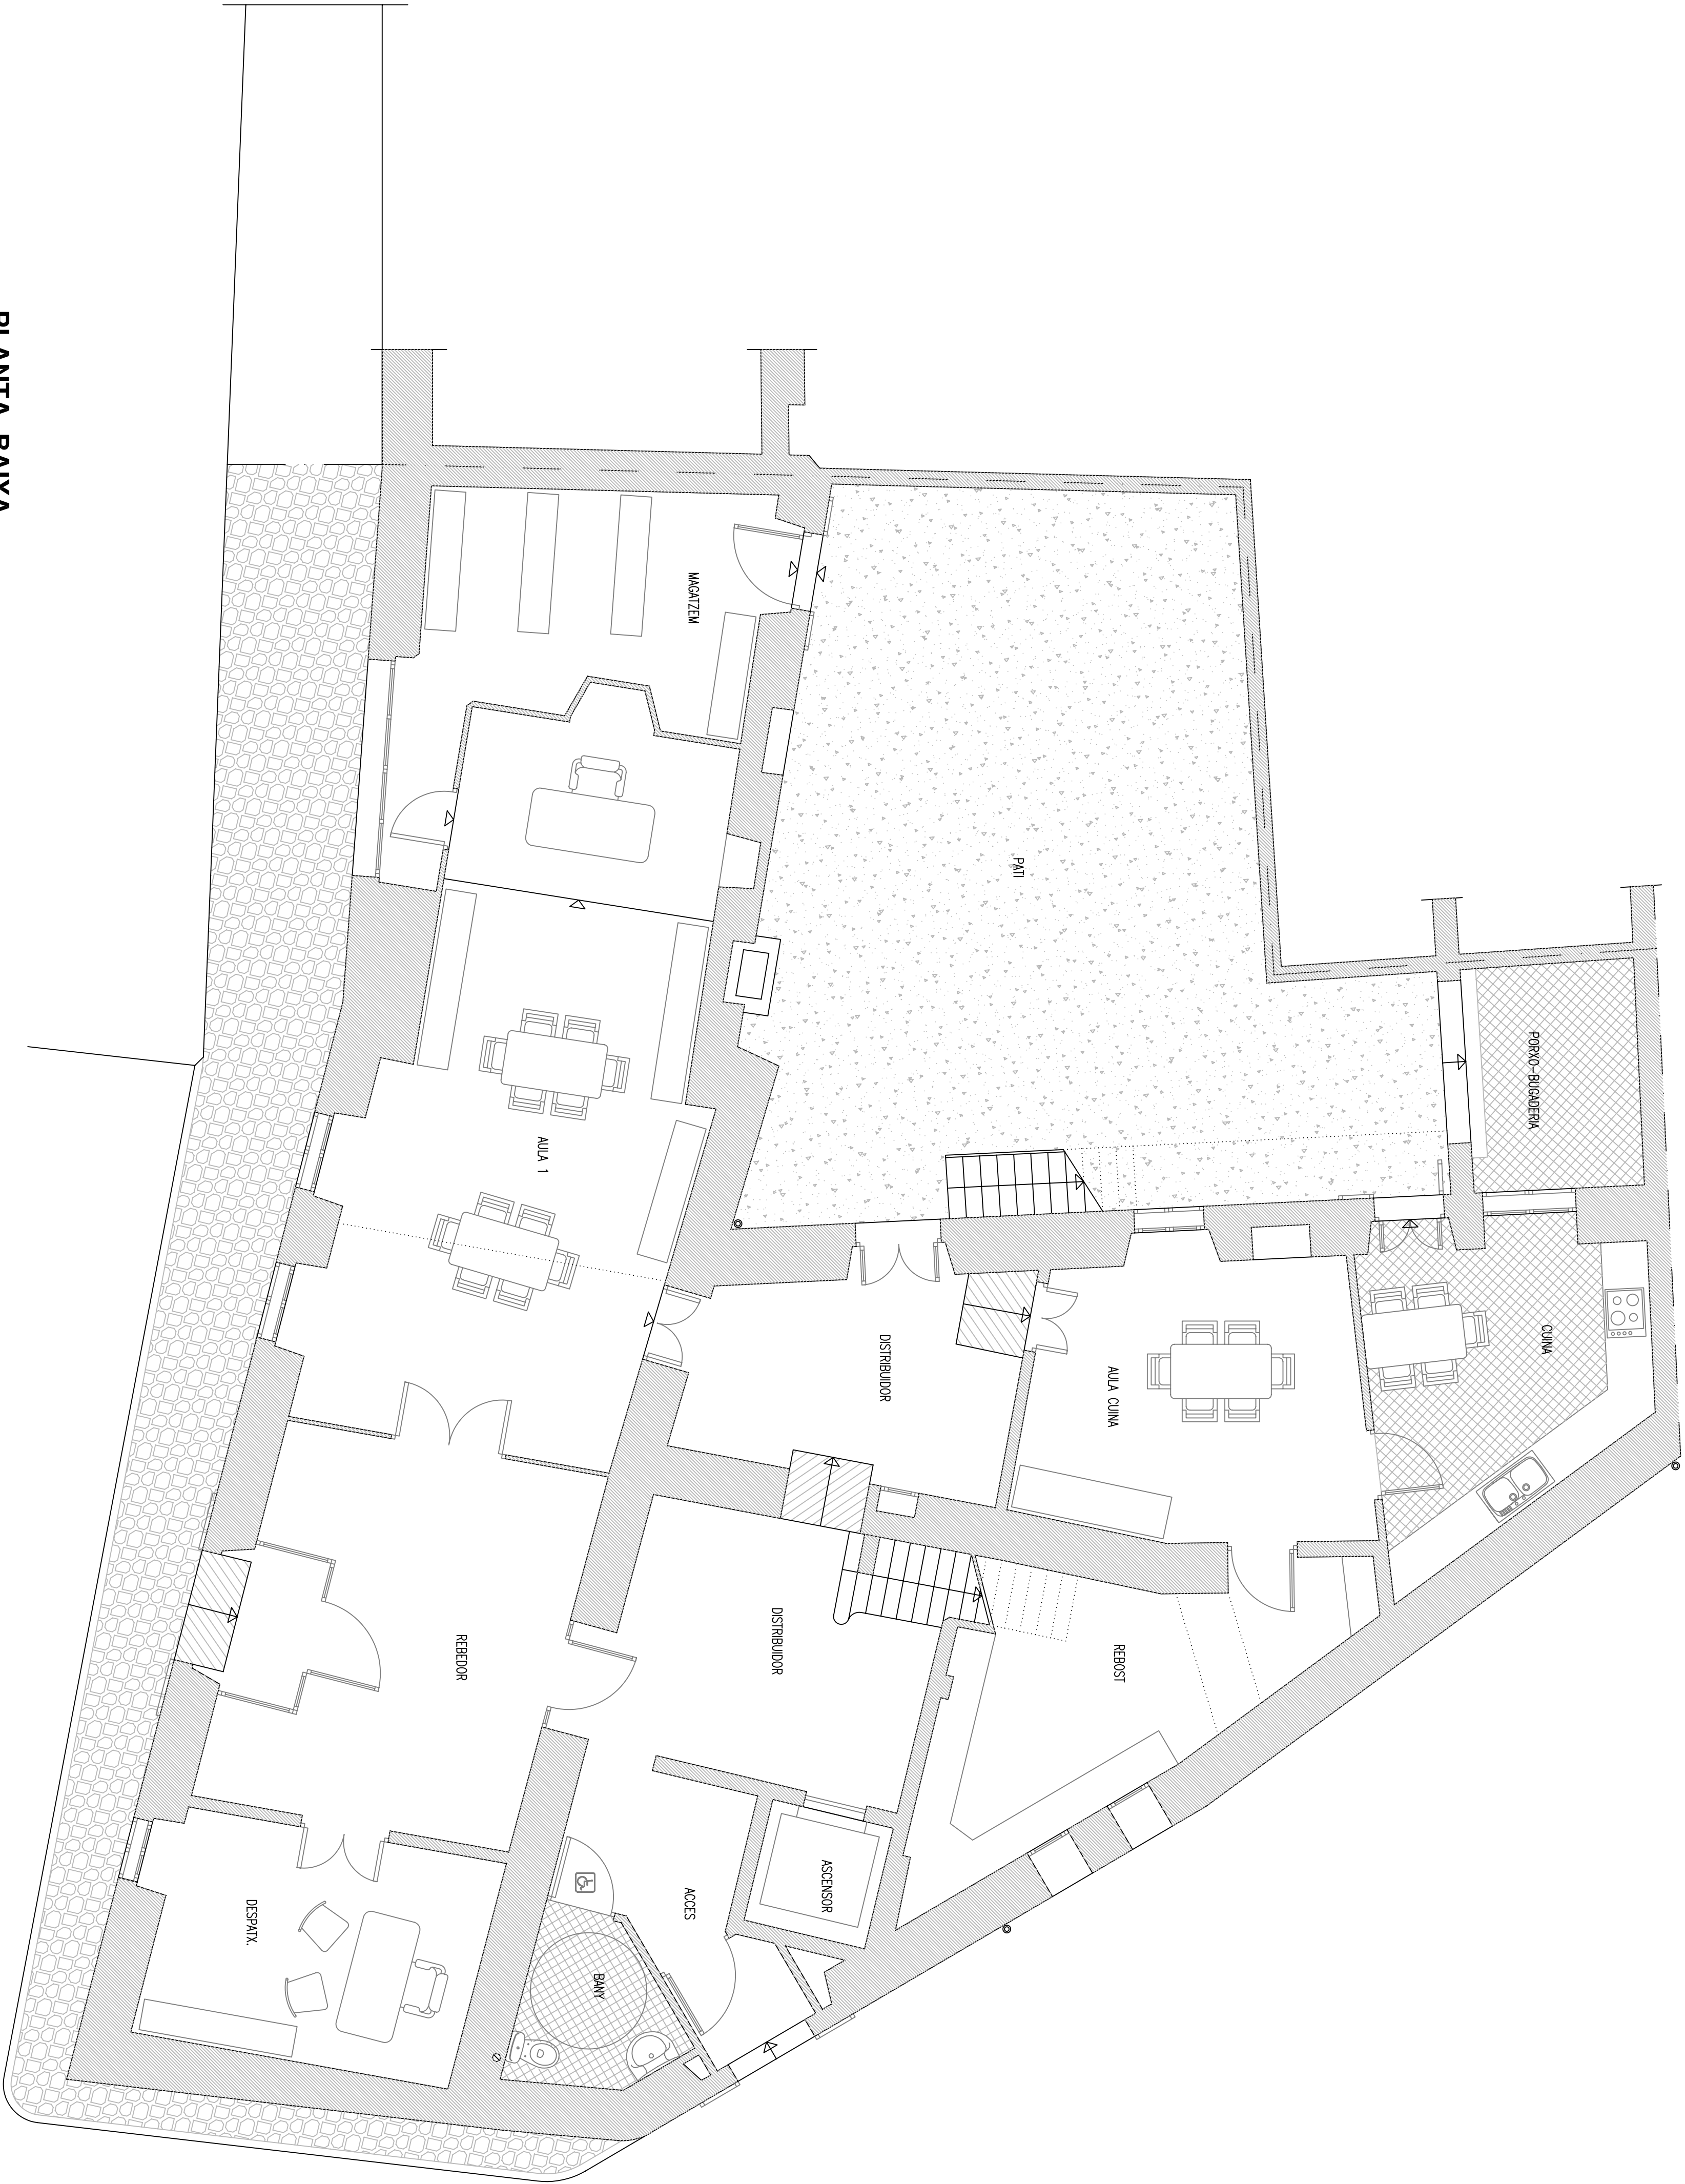 PORXO-BUGADERIA
CUINA
AULA CUINA
REBOST
PATI
DISTRIBUIDOR
ASCENSOR
DISTRIBUIDOR
MAGATZEM
ACCES
BANY
AULA 1
REBEDOR
DESPATX.
PLANTA BAIXA